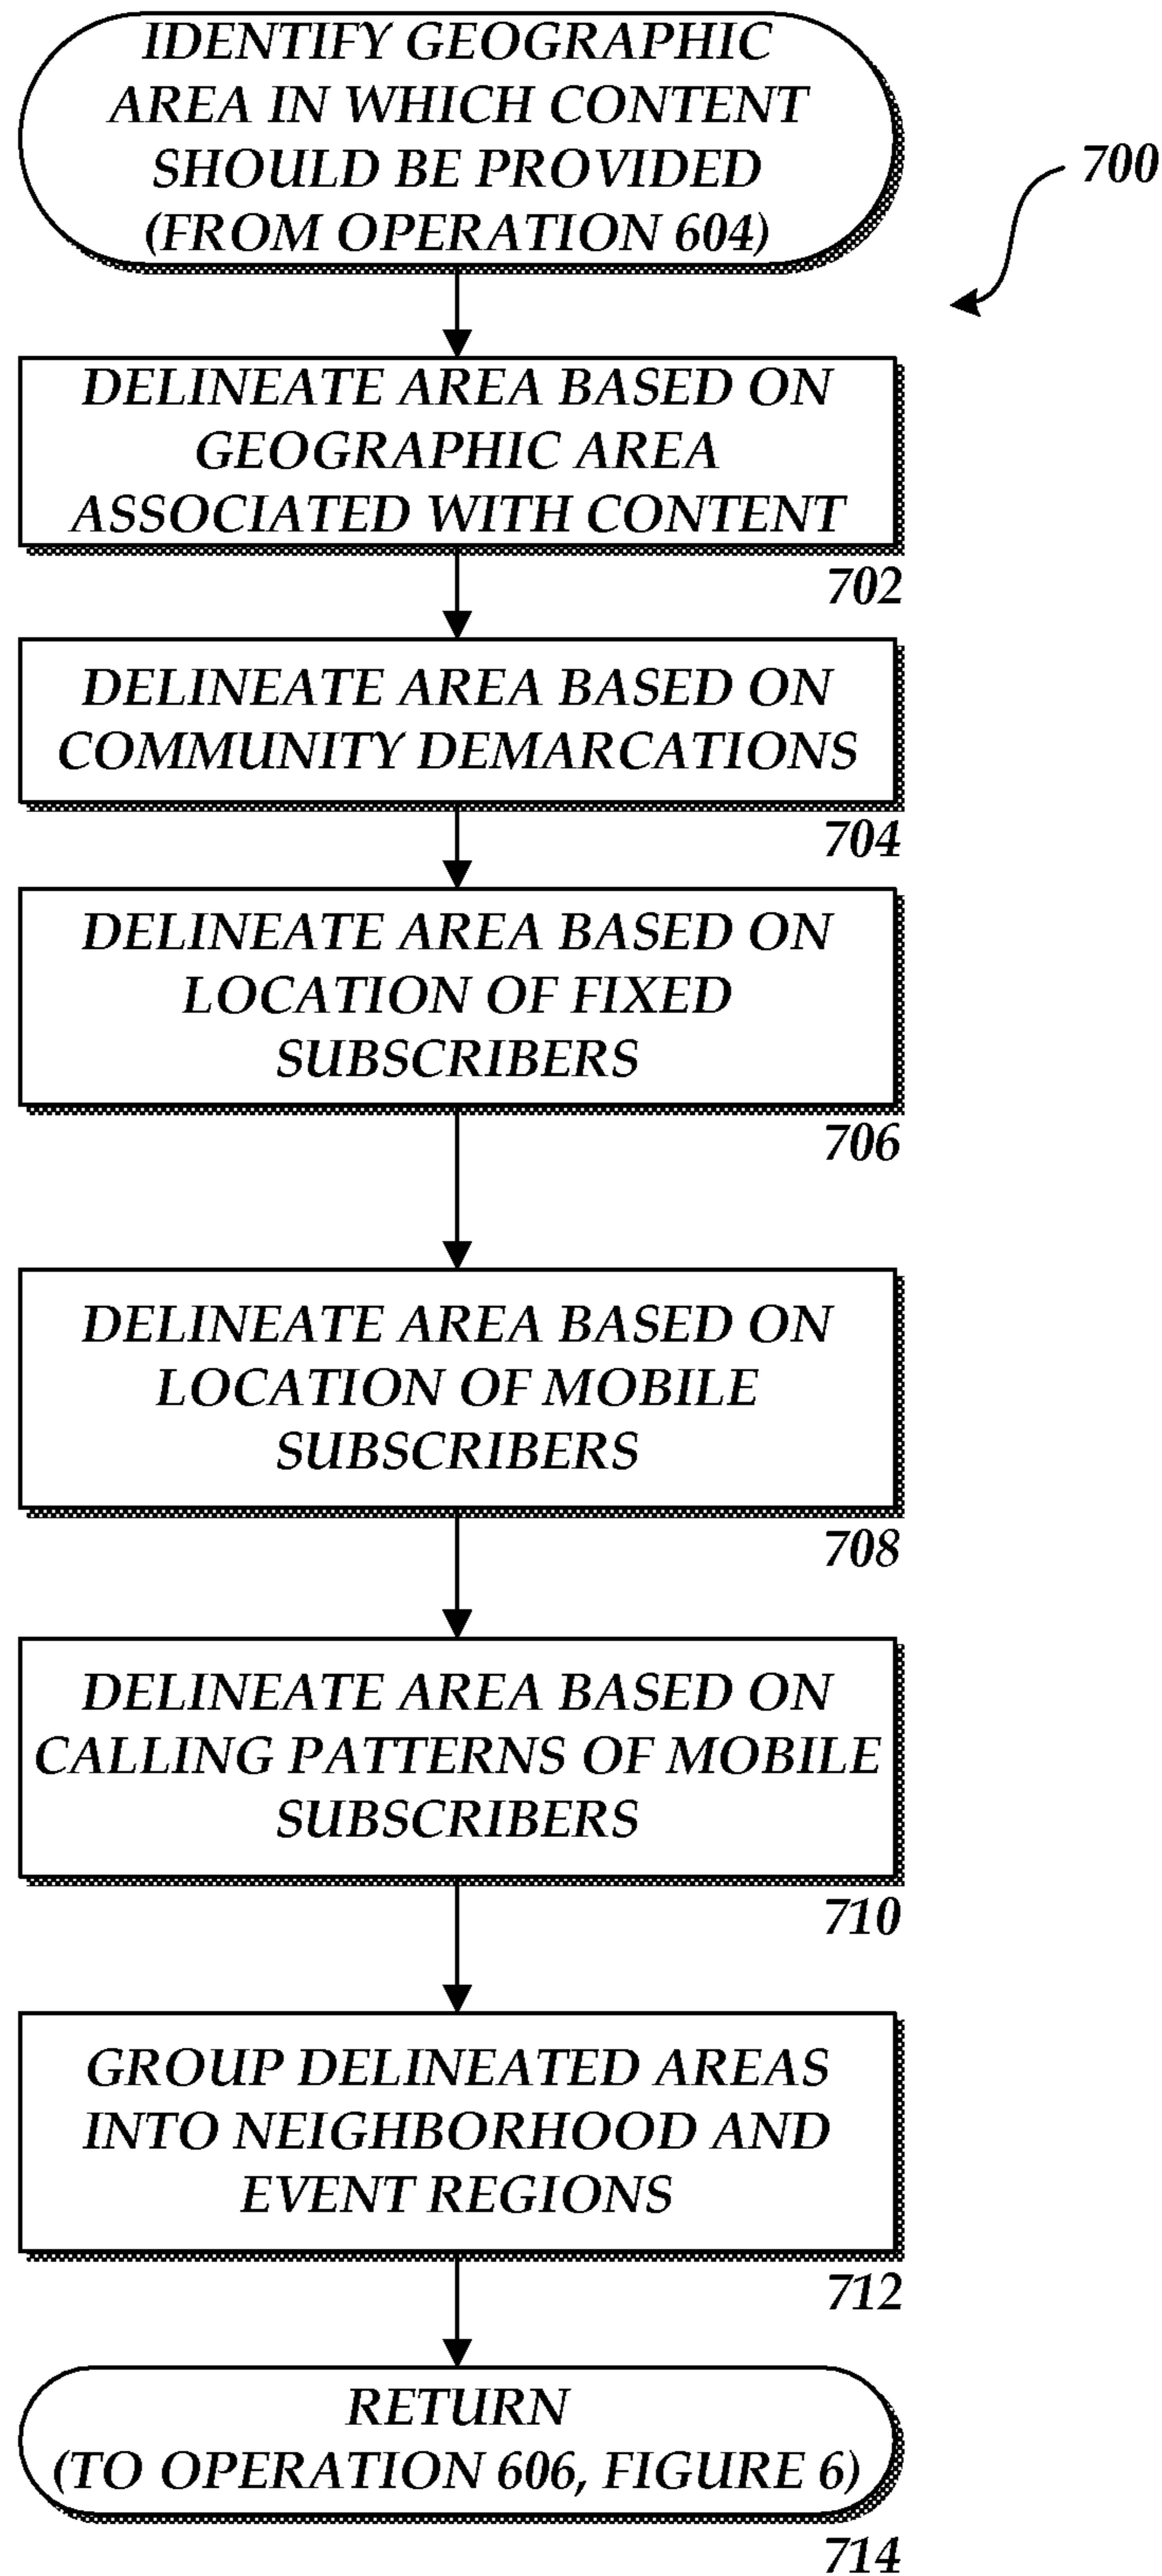 IDENTIFY GEOGRAPHIC
AREA IN WHICH CONTENT
SHOULD BE PROVIDED
(FROM OPERATION 604)
700
DELINEATE AREA BASED ON
GEOGRAPHIC AREA
ASSOCIATED WITH CONTENT
702
DELINEATE AREA BASED ON
COMMUNITY DEMARCATIONS
704
DELINEATE AREA BASED ON
LOCATION OF FIXED
SUBSCRIBERS
706
DELINEATE AREA BASED ON
LOCATION OF MOBILE
SUBSCRIBERS
708
DELINEATE AREA BASED ON
CALLING PATTERNS OF MOBILE
SUBSCRIBERS
710
GROUP DELINEATED AREAS
INTO NEIGHBORHOOD AND
EVENT REGIONS
712
RETURN
(TO OPERATION 606, FIGURE 6)
714